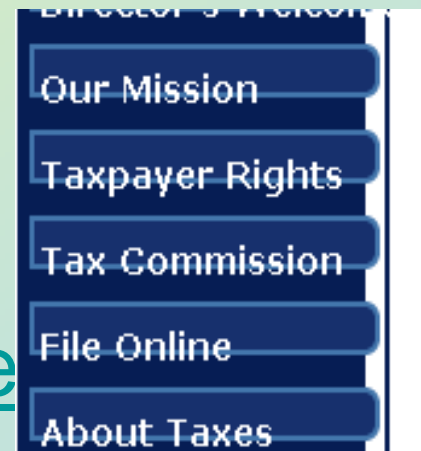 Our Mission
Taxpayer Rights
Tax Commission
File Online
About Taxes